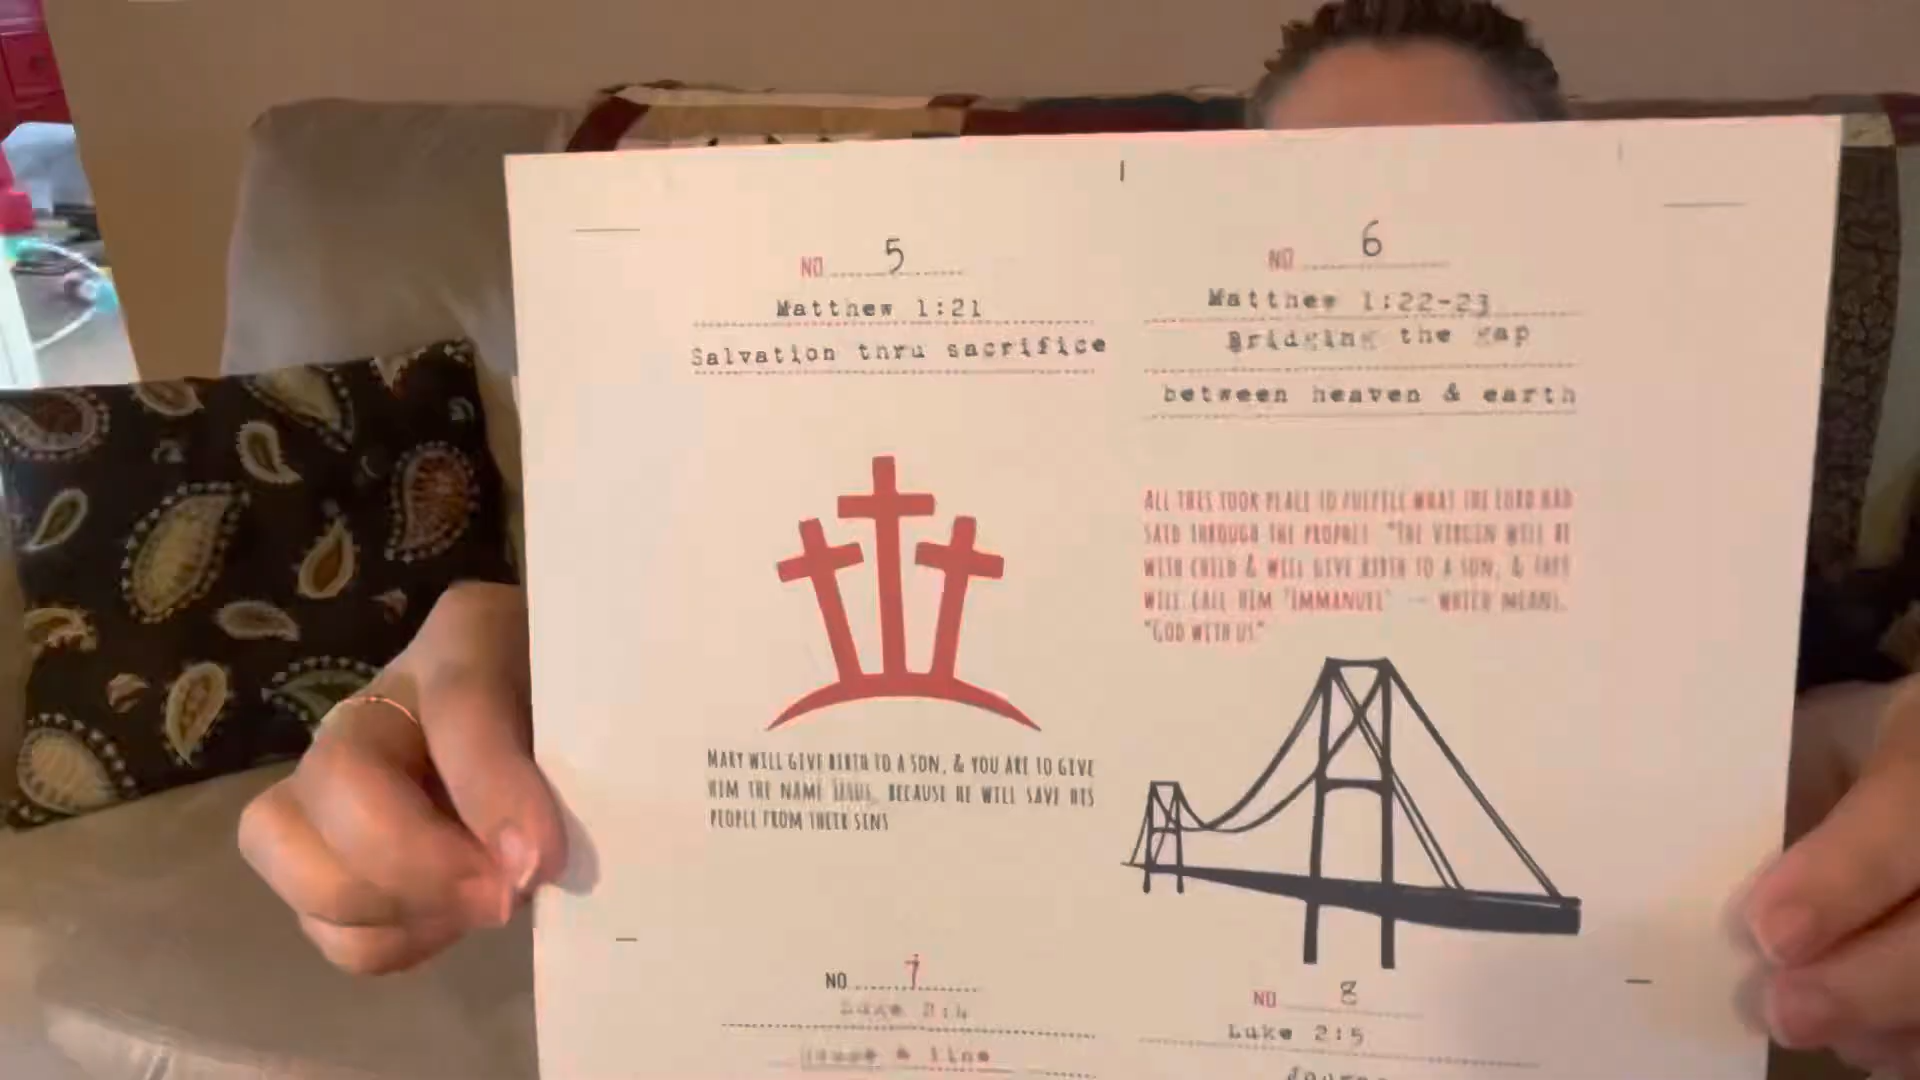 NO. 5
Matthew 1:21
Salvation thru sacrifice
MARY WILL GIVE BIRTH TO A SON, & YOU ARE TO GIVE
HIM THE NAME JESUS, BECAUSE HE WILL SAVE HIS
PEOPLE FROM THEIR SINS
NO. 6
Matthew 1:22-23
Bridging the gap
between heaven & earth
ALL THIS TOOK PLACE TO FULFILL WHAT THE LORD HAD
SAID THROUGH THE PROPHET: "THE VIRGIN WILL BE
WITH CHILD & WILL GIVE BIRTH TO A SON, & THEY
WILL CALL HIM 'IMMANUEL' -- WHICH MEANS,
"GOD WITH US"
NO. 7
Luke 2:4
& line
NO 8
Luke 2:5